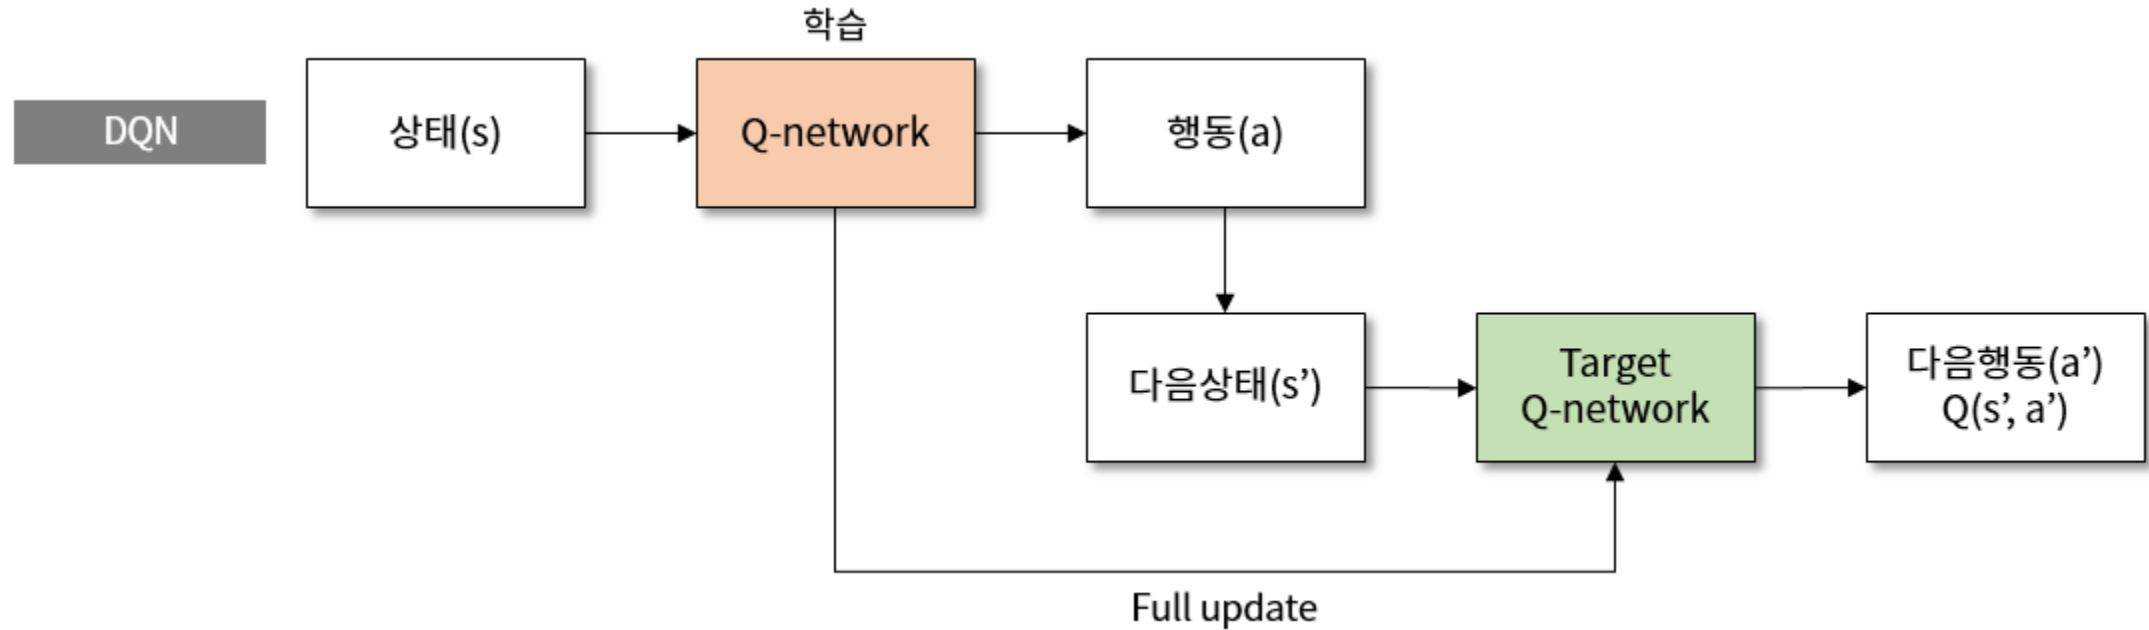 학습
DQN
상태(s)
Q-network
행동(a)
다음상태(s’)
Target
Q-network
다음행동(a’)
Q(s’, a’)
Full update